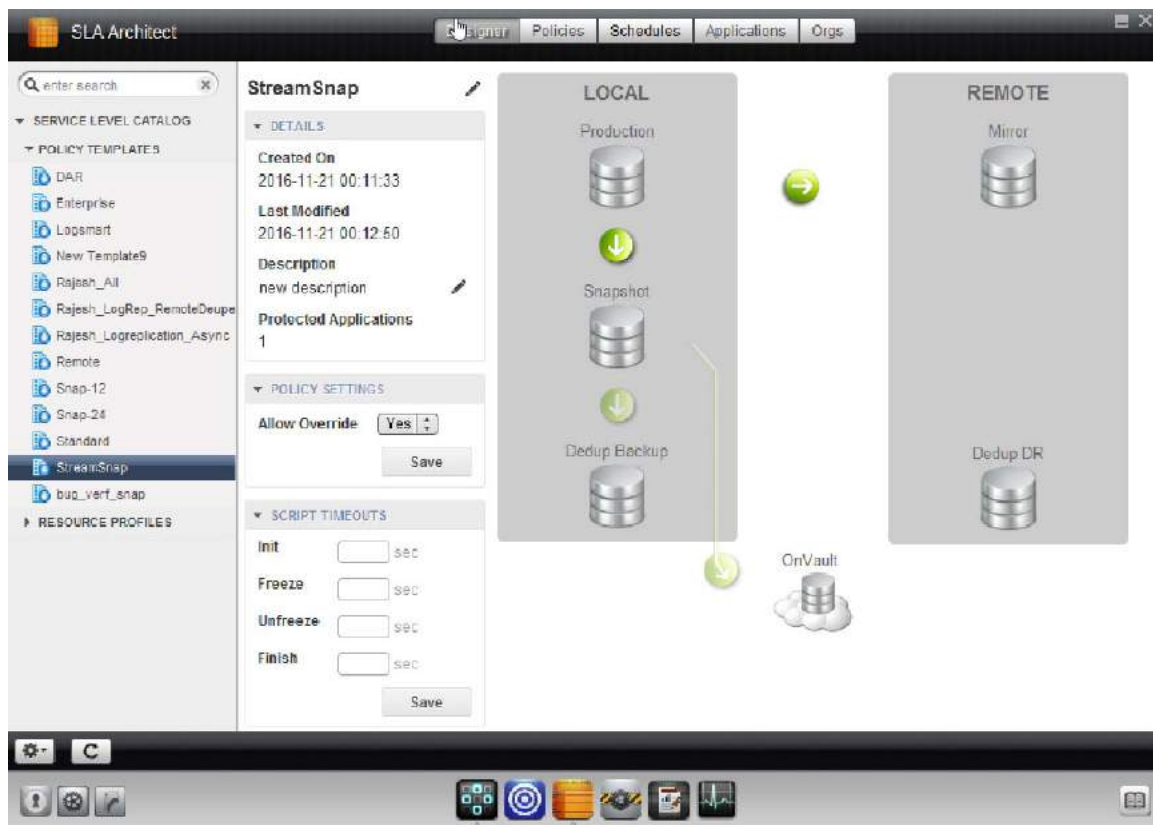 SLA Architect
Policies
Schedules
Applications
Orgs
enter search
SERVICE LEVEL CATALOG
POLICY TEMPLATES
DAR
Enterprise
Logsmart
New Template9
Rajesh_All
Rajesh_LogRep_RemoteDeupe
Rajesh_Logreplication_Async
Remote
Snap-12
Snap-24
Standard
StreamSnap
bug_verf_snap
RESOURCE PROFILES
StreamSnap
DETAILS
Created On
2016-11-21 00:11:33
Last Modified
2016-11-21 00:12:50
Description
new description
Protected Applications
1
POLICY SETTINGS
Allow Override Yes
Save
SCRIPT TIMEOUTS
Init sec
Freeze sec
Unfreeze sec
Finish sec
Save
LOCAL
Production
Snapshot
Dedup Backup
REMOTE
Mirror
Dedup DR
OnVault